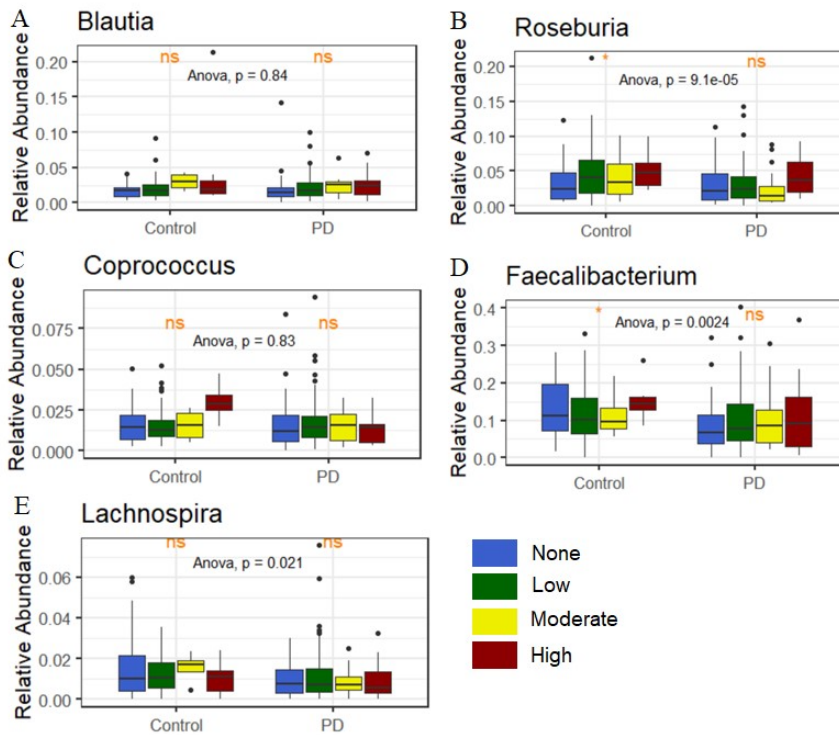 A
Blautia
ns
ns
Anova, p = 0.84
Relative Abundance
0.20
0.15
0.10
0.05
0.00
Control
PD
B
Roseburia
*
ns
Anova, p = 9.1e-05
Relative Abundance
0.20
0.15
0.10
0.05
0.00
Control
PD
C
Coprococcus
ns
ns
Anova, p = 0.83
Relative Abundance
0.075
0.050
0.025
0.000
Control
PD
D
Faecalibacterium
*
ns
Anova, p = 0.0024
Relative Abundance
0.4
0.3
0.2
0.1
0.0
Control
PD
E
Lachnospira
ns
ns
Anova, p = 0.021
Relative Abundance
0.06
0.04
0.02
0.00
Control
PD
None
Low
Moderate
High